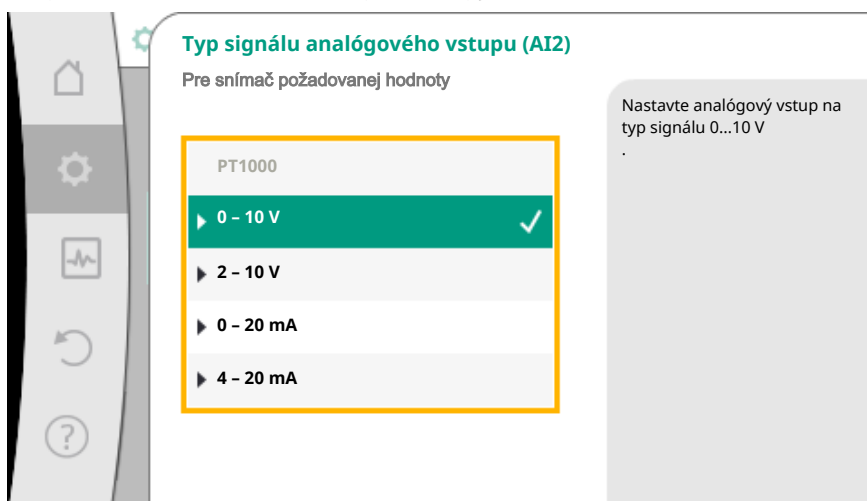 Typ signálu analógového vstupu (AI2)
Pre snímač požadovanej hodnoty
PT1000
0 – 10 V
2 – 10 V
0 – 20 mA
4 – 20 mA
Nastavte analógový vstup na
typ signálu 0...10 V
.
?